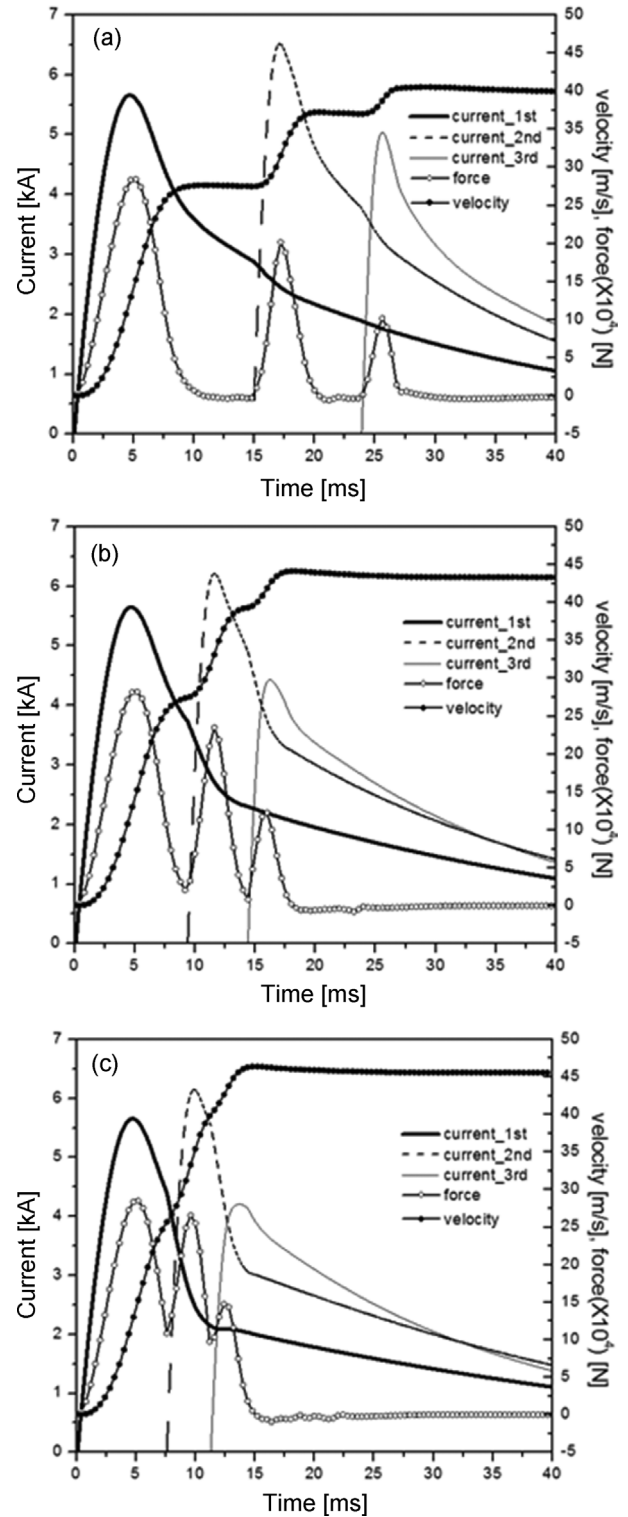 (a)
7
6
5
4
3
2
1
0
Current [kA]
50
45
40
35
30
25
20
15
10
5
0
-5
velocity [m/s], force(X10⁴) [N]
current_1st
current_2nd
current_3rd
force
velocity
0 5 10 15 20 25 30 35 40
Time [ms]
(b)
7
6
5
4
3
2
1
0
Current [kA]
50
45
40
35
30
25
20
15
10
5
0
-5
velocity [m/s], force(X10⁴) [N]
current_1st
current_2nd
current_3rd
force
velocity
0 5 10 15 20 25 30 35 40
Time [ms]
(c)
7
6
5
4
3
2
1
0
Current [kA]
50
45
40
35
30
25
20
15
10
5
0
-5
velocity [m/s], force(X10⁴) [N]
current_1st
current_2nd
current_3rd
force
velocity
0 5 10 15 20 25 30 35 40
Time [ms]